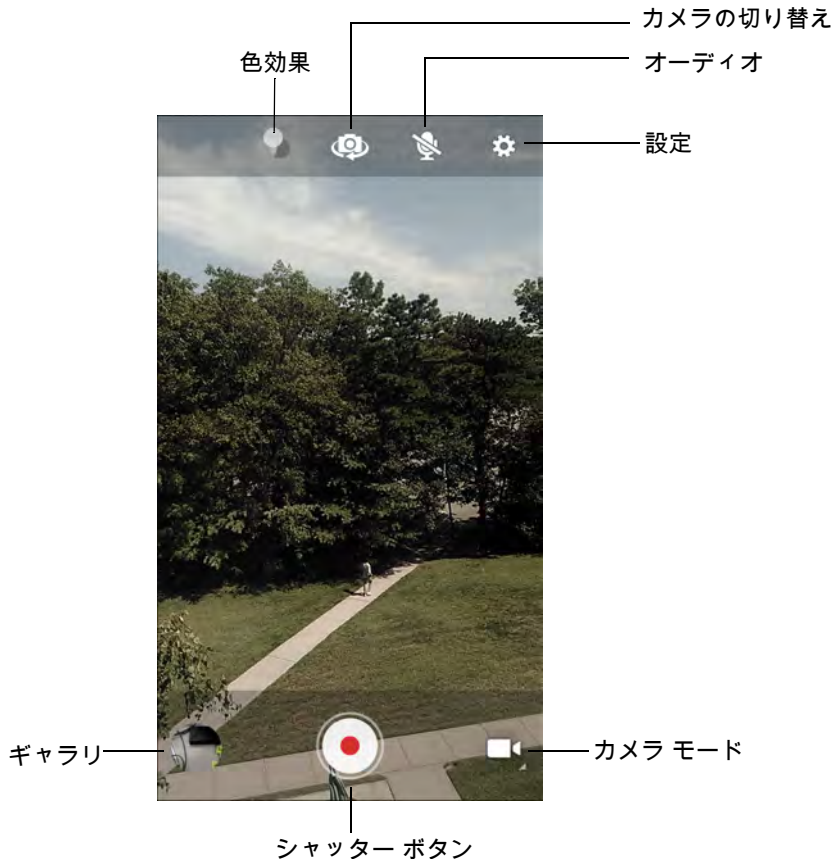 カメラの切り替え
色効果
オーディオ
設定
ギャラリ
カメラ モード
シャッター ボタン